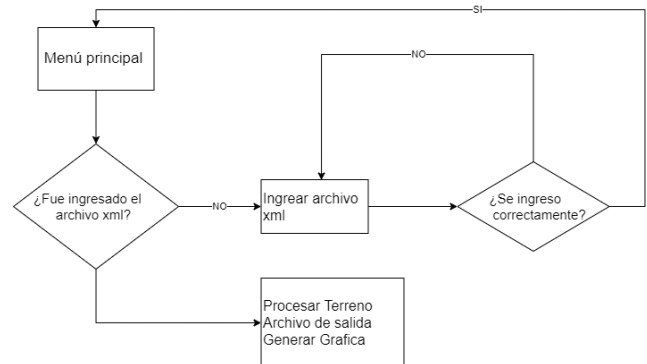 SI
Menú principal
NO
¿Fue ingresado el
archivo xml?
NO
Ingrear archivo
xml
¿Se ingreso
correctamente?
Procesar Terreno
Archivo de salida
Generar Grafica